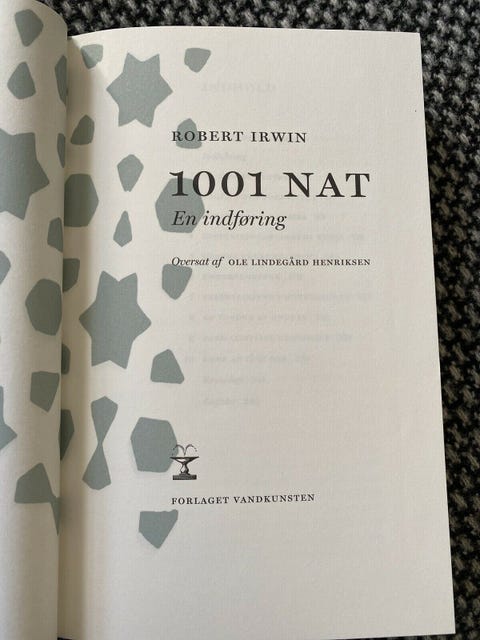 ROBERT IRWIN
1001 NAT
En indføring
Oversat af OLE LINDEGÅRD HENRIKSEN
FORLAGET VANDKUNSTEN